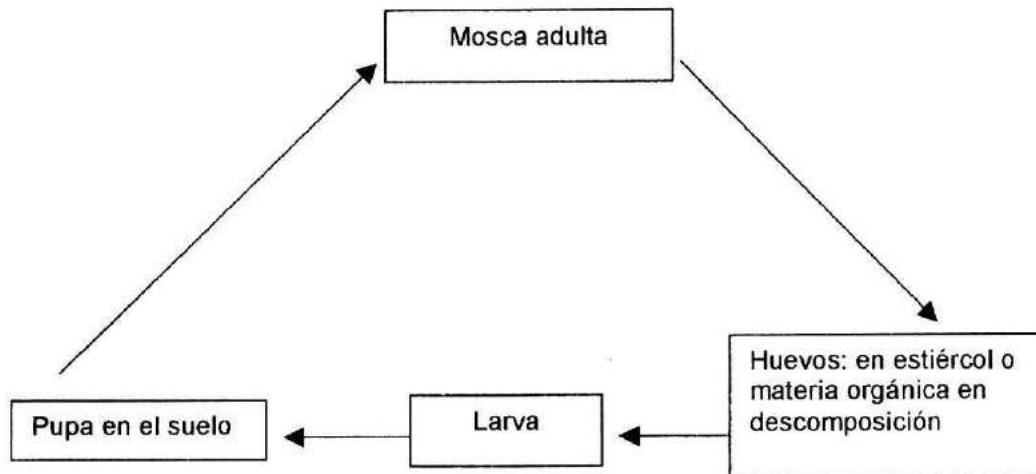 Mosca adulta
Huevos: en estiércol o
materia orgánica en
descomposición
Larva
Pupa en el suelo